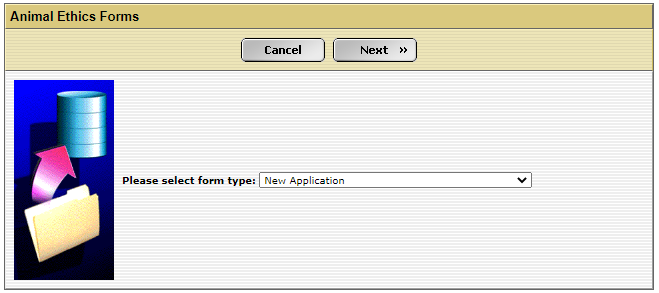 Animal Ethics Forms
Cancel Next »
Please select form type: New Application